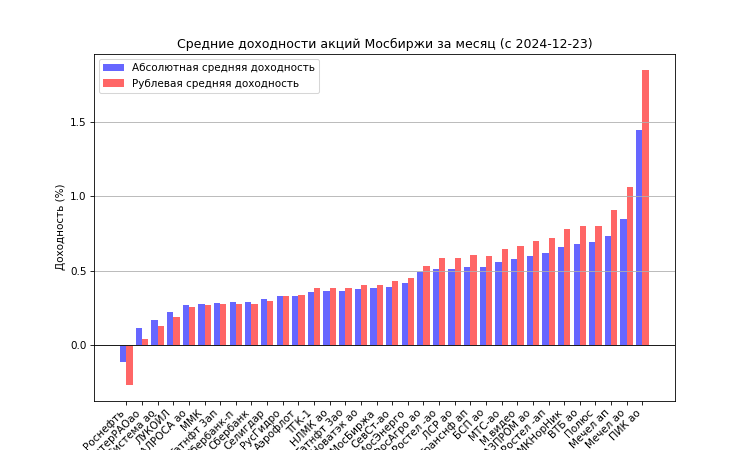 Средние доходности акций Мосбиржи за месяц (с 2024-12-23)
Абсолютная средняя доходность
Рублевая средняя доходность
Доходность (%)
1.5
1.0
0.5
0.0
Роснефть
ао
ЛУКОЙЛ
АЛРОСА ао
ММК
Сбербанк
Селигдар
РусГидро
Аэрофлот
ТГК-1
НЛМК ао
МосБиржа
СевСт-ао
Ростел -ао
ЛСР ао
БСП ао
МТС-ао
М.видео
Ростел -ап
ВТБ ао
Полюс
Мечел ап
Мечел ао
ПИК ао